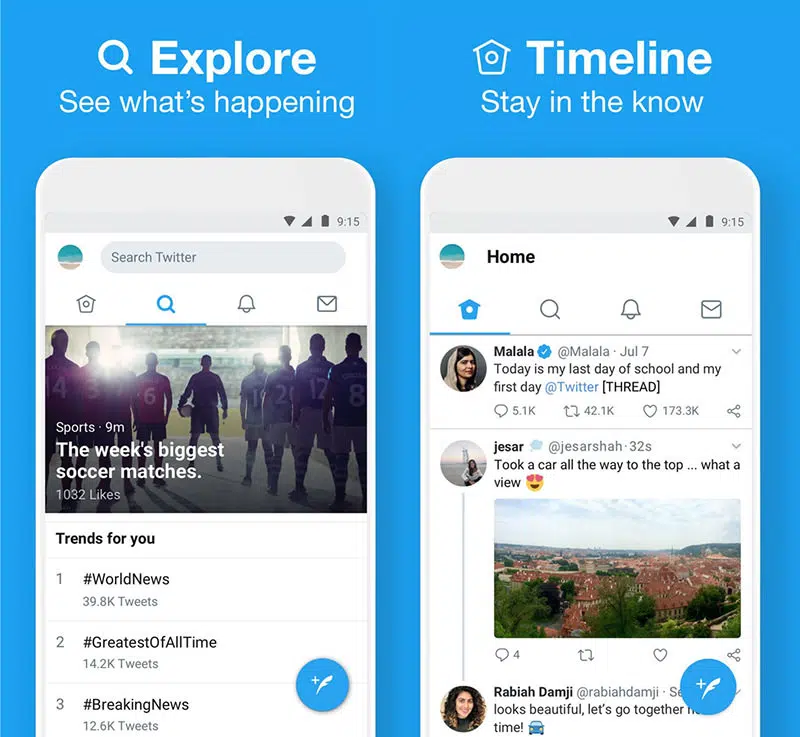 Explore
See what's happening
9:15
Search Twitter
14
6
12
8
Sports · 9m
The week's biggest
soccer matches.
1032 Likes
Trends for you
1 #WorldNews
39.8K Tweets
2 #GreatestOfAllTime
14.2K Tweets
3 #BreakingNews
12.6K Tweets
Timeline
Stay in the know
9:15
Home
Malala @Malala · Jul 7
Today is my last day of school and my
first day @Twitter [THREAD]
5.1K 42.1K 173.3K
jesar @jesarshah · 32s
Took a car all the way to the top ... what a
view 😍
4
Rabiah Damji @rabiahdamji ·
looks beautiful, let's go together
time! 🚘